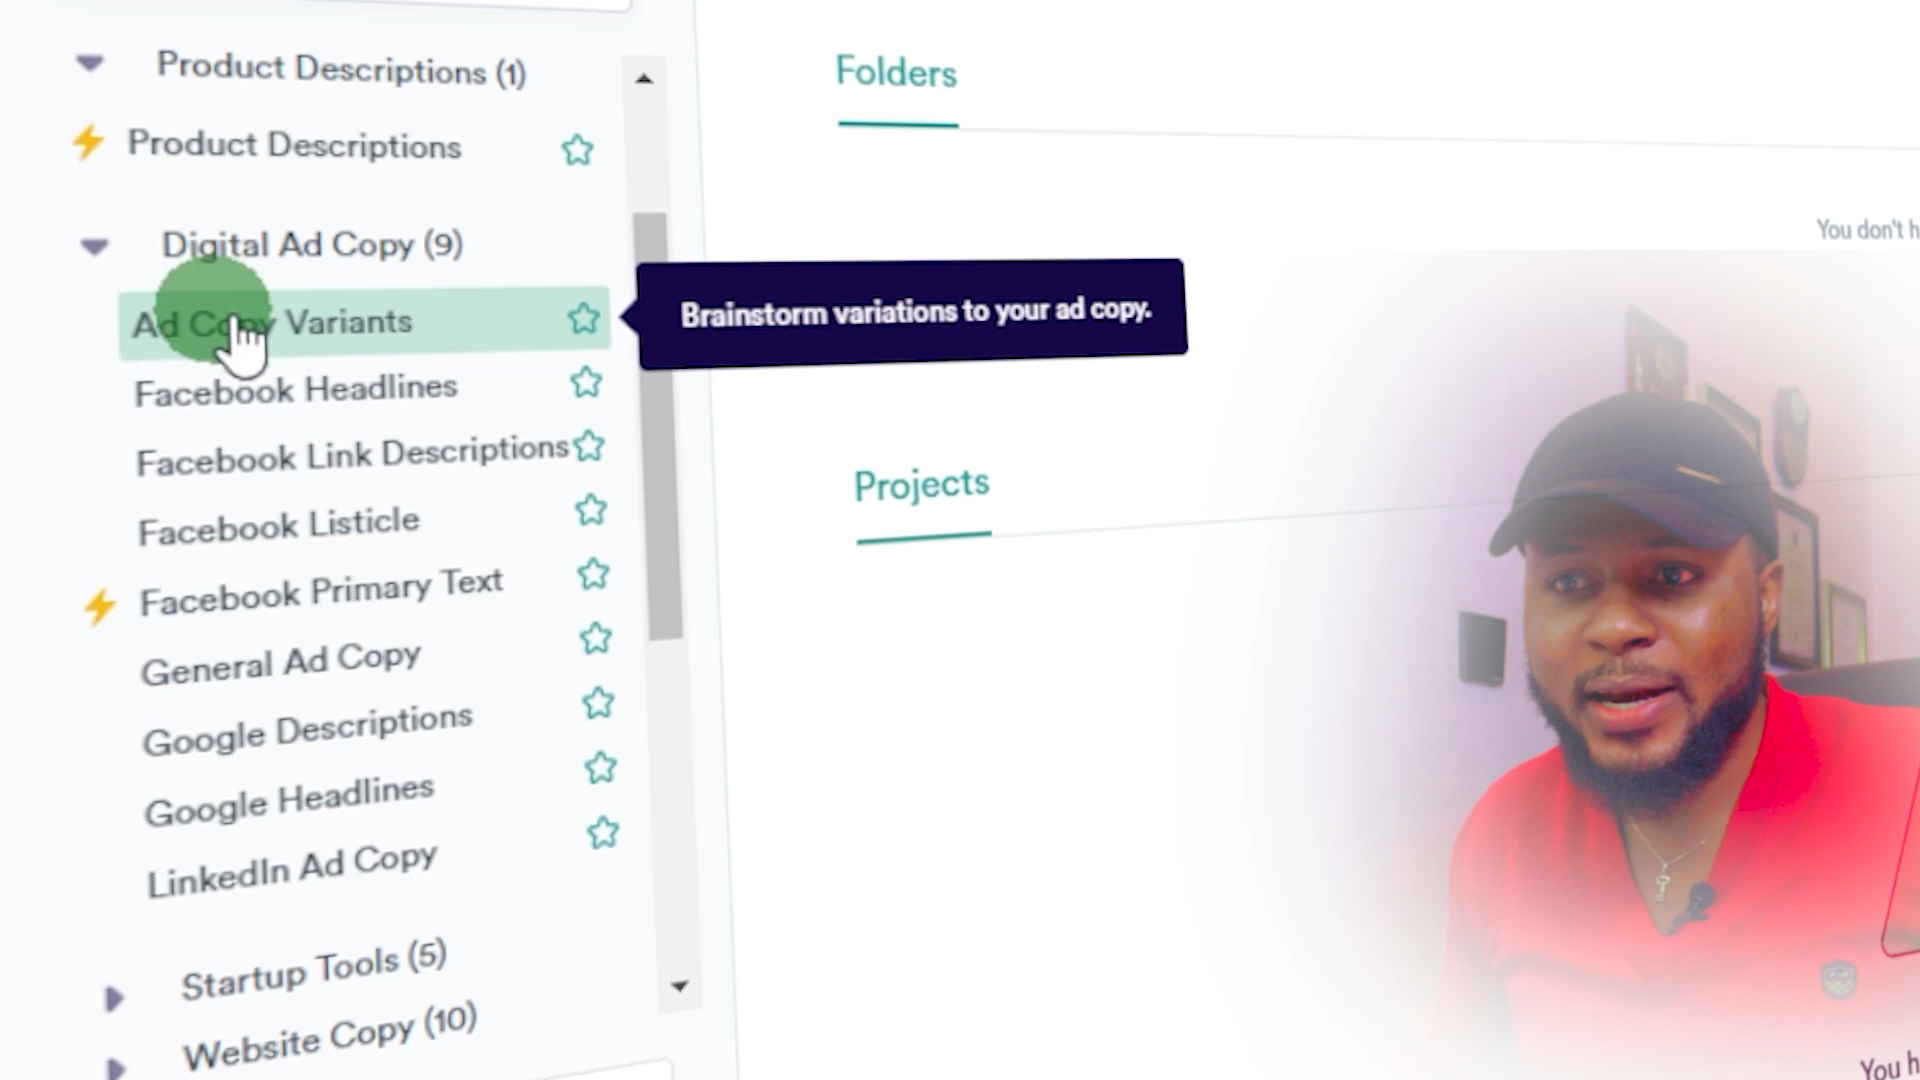 Product Descriptions (1)
Product Descriptions
Digital Ad Copy (9)
Ad Copy Variants
Facebook Headlines
Facebook Link Descriptions
Facebook Listicle
Facebook Primary Text
General Ad Copy
Google Descriptions
Google Headlines
LinkedIn Ad Copy
Startup Tools (5)
Website Copy (10)
Brainstorm variations to your ad copy.
Folders
You don't h
Projects
You h